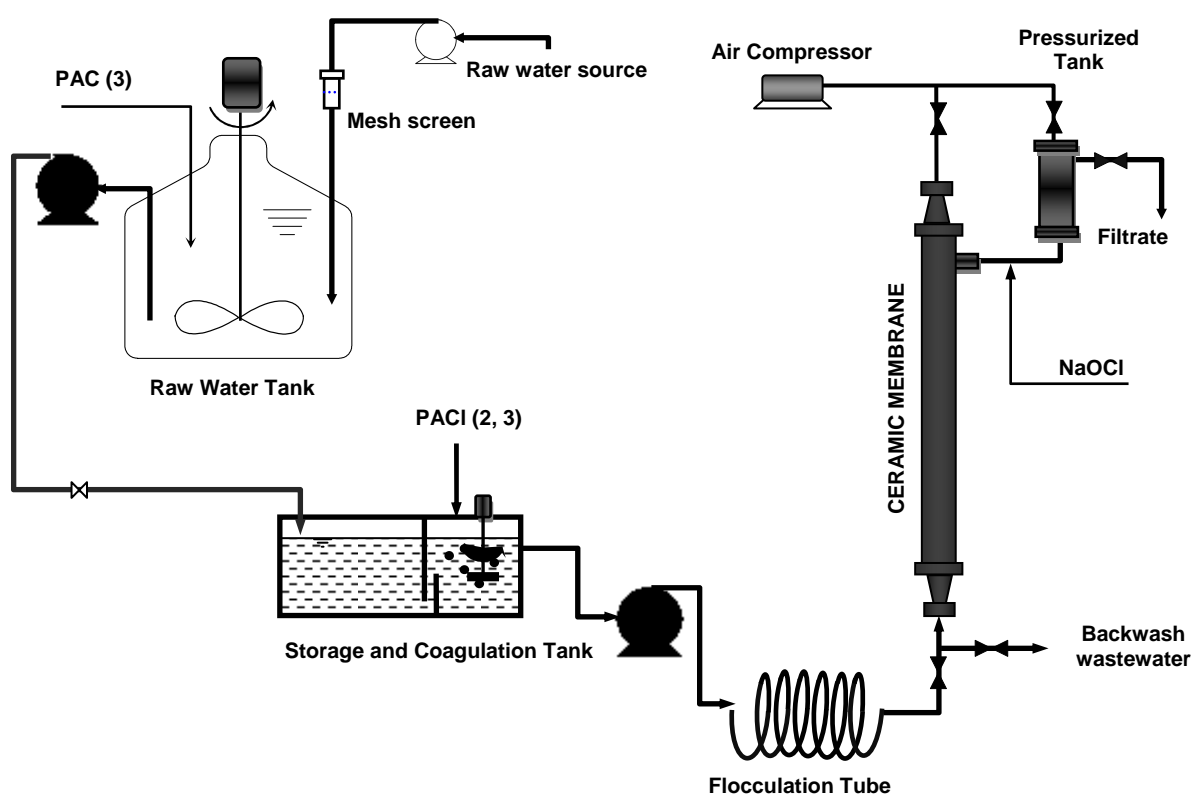 PAC (3)
Raw water source
Mesh screen
Air Compressor
Pressurized
Tank
Filtrate
NaOCl
CERAMIC MEMBRANE
Raw Water Tank
PACl (2, 3)
Storage and Coagulation Tank
Backwash
wastewater
Flocculation Tube